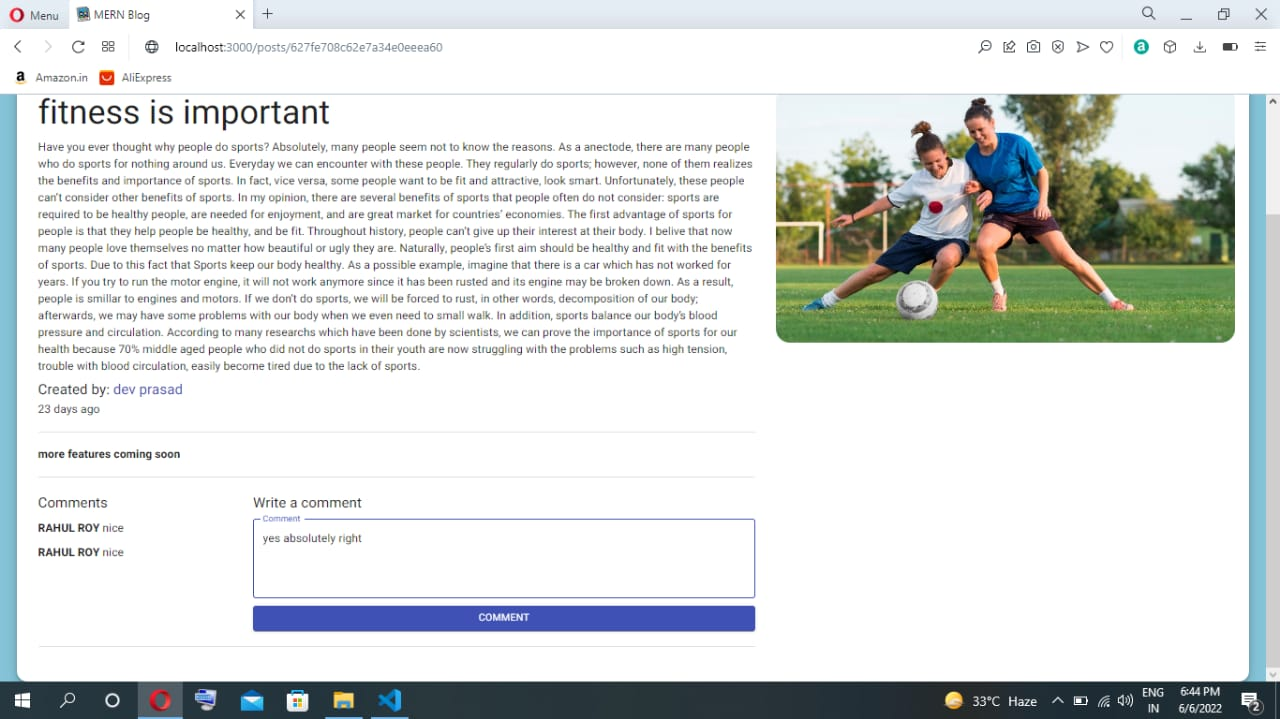 Menu
MERN Blog
localhost:3000/posts/627fe708c62e7a34e0eeea60
Amazon.in
AliExpress
fitness is important
Have you ever thought why people do sports? Absolutely, many people seem not to know the reasons. As a anectode, there are many people
who do sports for nothing around us. Everyday we can encounter with these people. They regularly do sports; however, none of them realizes
the benefits and importance of sports. In fact, vice versa, some people want to be fit and attractive, look smart. Unfortunately, these people
can't consider other benefits of sports. In my opinion, there are several benefits of sports that people often do not consider: sports are
required to be healthy people, are needed for enjoyment, and are great market for countries' economies. The first advantage of sports for
people is that they help people be healthy, and be fit. Throughout history, people can't give up their interest at their body. I belive that now
many people love themselves no matter how beautiful or ugly they are. Naturally, people's first aim should be healthy and fit with the benefits
of sports. Due to this fact that Sports keep our body healthy. As a possible example, imagine that there is a car which has not worked for
years. If you try to run the motor engine, it will not work anymore since it has been rusted and its engine may be broken down. As a result,
people is smillar to engines and motors. If we don't do sports, we will be forced to rust, in other words, decomposition of our body;
afterwards, we may have some problems with our body when we even need to small walk. In addition, sports balance our body's blood
pressure and circulation. According to many researchs which have been done by scientists, we can prove the importance of sports for our
health because 70% middle aged people who did not do sports in their youth are now struggling with the problems such as high tension,
trouble with blood circulation, easily become tired due to the lack of sports.
Created by: dev prasad
23 days ago
more features coming soon
Comments
Write a comment
RAHUL ROY nice
RAHUL ROY nice
Comment
yes absolutely right
COMMENT
33°C Haze
ENG
IN
6:44 PM
6/6/2022
2